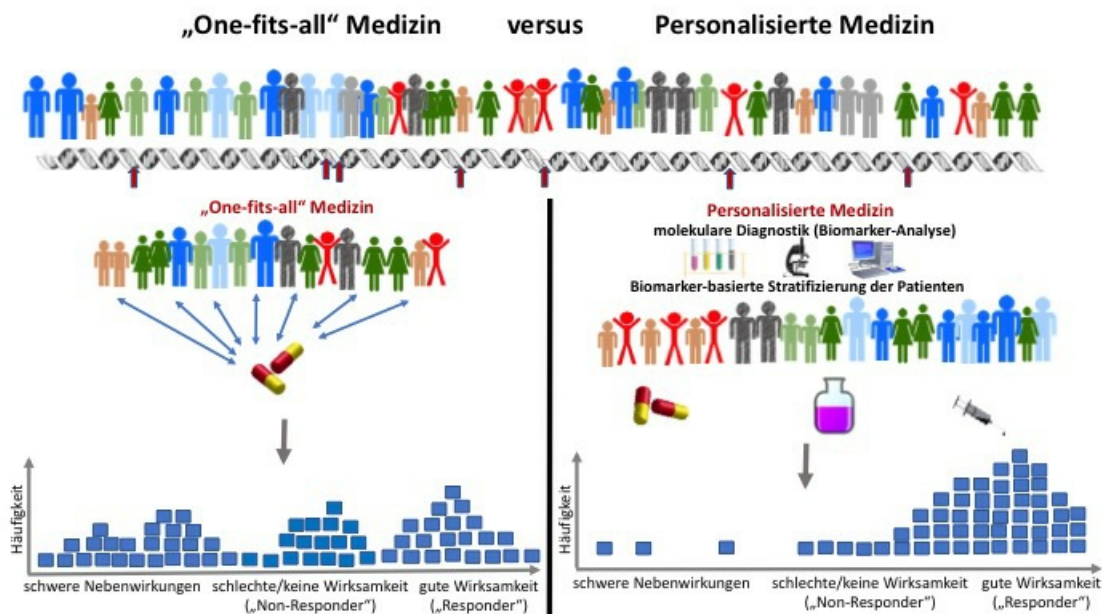 „One-fits-all“ Medizin versus Personalisierte Medizin
„One-fits-all“ Medizin
Häufigkeit
schwere Nebenwirkungen
schlechte/keine Wirksamkeit
(„Non-Responder“)
gute Wirksamkeit
(„Responder“)
Personalisierte Medizin
molekulare Diagnostik (Biomarker-Analyse)
Biomarker-basierte Stratifizierung der Patienten
Häufigkeit
schwere Nebenwirkungen
schlechte/keine Wirksamkeit
(„Non-Responder“)
gute Wirksamkeit
(„Responder“)